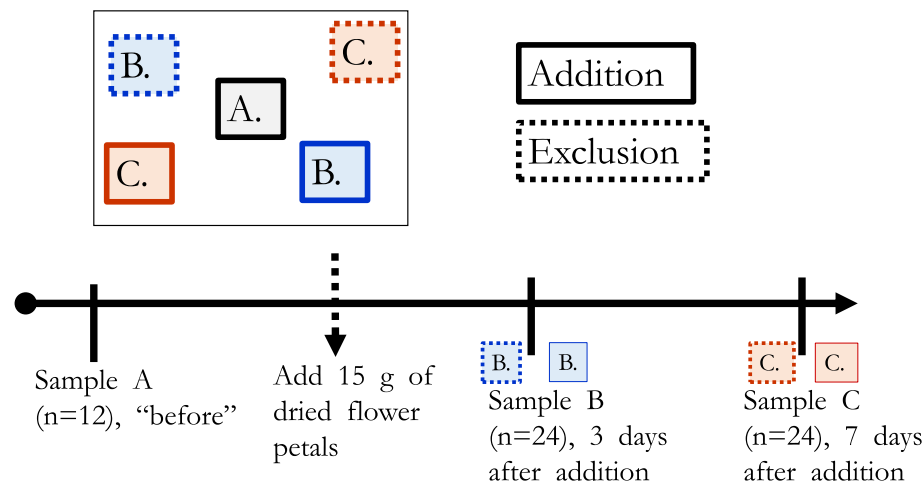 B.
C.
A.
C.
B.
Addition
Exclusion
Sample A
(n=12), “before”
Add 15 g of
dried flower
petals
B.
B.
Sample B
(n=24), 3 days
after addition
C.
C.
Sample C
(n=24), 7 days
after addition